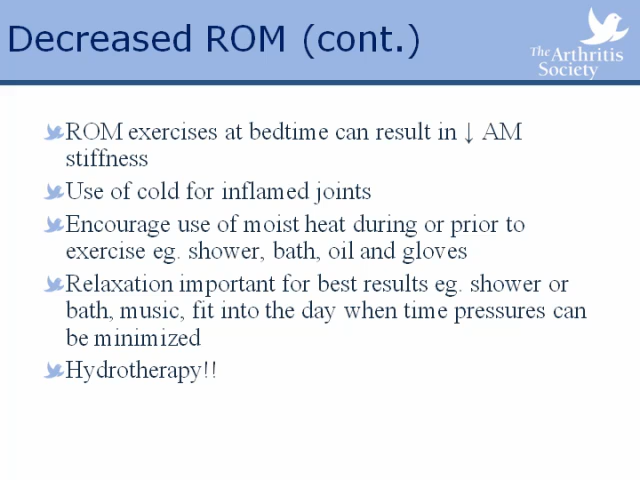 Decreased ROM (cont.)
The Arthritis
Society
ROM exercises at bedtime can result in ↓ AM
stiffness
Use of cold for inflamed joints
Encourage use of moist heat during or prior to
exercise eg. shower, bath, oil and gloves
Relaxation important for best results eg. shower or
bath, music, fit into the day when time pressures can
be minimized
Hydrotherapy!!